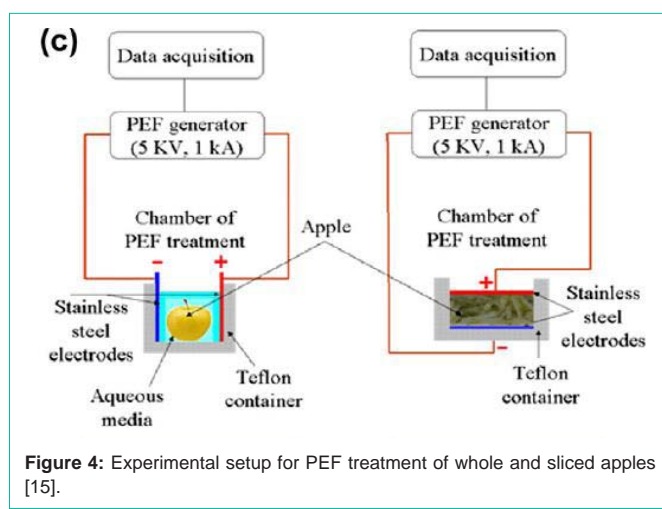 (c)
Data acquisition
PEF generator
(5 KV, 1 kA)
Chamber of
PEF treatment
- +
Stainless
steel
electrodes
Aqueous
media
Teflon
container
Apple
Data acquisition
PEF generator
(5 KV, 1 kA)
Chamber of
PEF treatment
+
-
Stainless
steel
electrodes
Teflon
container
Figure 4: Experimental setup for PEF treatment of whole and sliced apples
[15].